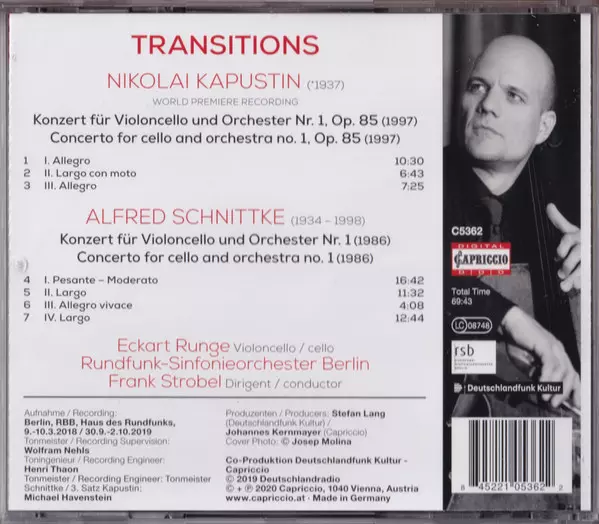 TRANSITIONS
NIKOLAI KAPUSTIN (*1937)
WORLD PREMIERE RECORDING
Konzert für Violoncello und Orchester Nr. 1, Op. 85 (1997)
Concerto for cello and orchestra no. 1, Op. 85 (1997)
1 I. Allegro 10:30
2 II. Largo con moto 6:43
3 III. Allegro 7:25
ALFRED SCHNITTKE (1934 – 1998)
Konzert für Violoncello und Orchester Nr. 1 (1986)
Concerto for cello and orchestra no. 1 (1986)
4 I. Pesante – Moderato 16:42
5 II. Largo 11:32
6 III. Allegro vivace 4:08
7 IV. Largo 12:44
Eckart Runge Violoncello / cello
Rundfunk-Sinfonieorchester Berlin
Frank Strobel Dirigent / conductor
Aufnahme / Recording:
Berlin, RBB, Haus des Rundfunks,
9.-10.3.2018 / 30.9.-2.10.2019
Tonmeister / Recording Supervision:
Wolfram Nehls
Toningenieur / Recording Engineer:
Henri Thaon
Tonmeister / Recording Engineer: Tonmeister
Schnittke / 3. Satz Kapustin:
Michael Havenstein
Produzenten / Producers: Stefan Lang
(Deutschlandfunk Kultur) /
Johannes Kernmayer (Capriccio)
Cover Photo: © Josep Molina
Co-Produktion Deutschlandfunk Kultur -
Capriccio
© 2019 Deutschlandradio
© + ℗ 2020 Capriccio, 1040 Vienna, Austria
www.capriccio.at • Made in Germany
C5362
DIGITAL
CAPRICCIO
DDD
Total Time
69:43
LC 08748
rsb
Deutschlandfunk Kultur
8 45221 05362 2